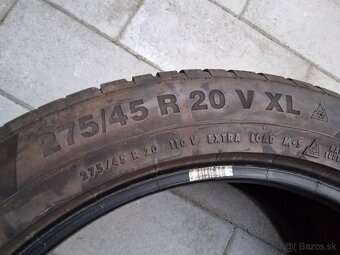 275/45 R 20 V XL
275/45 R 20 110 V EXTRA LOAD M+S
© Bazos.sk